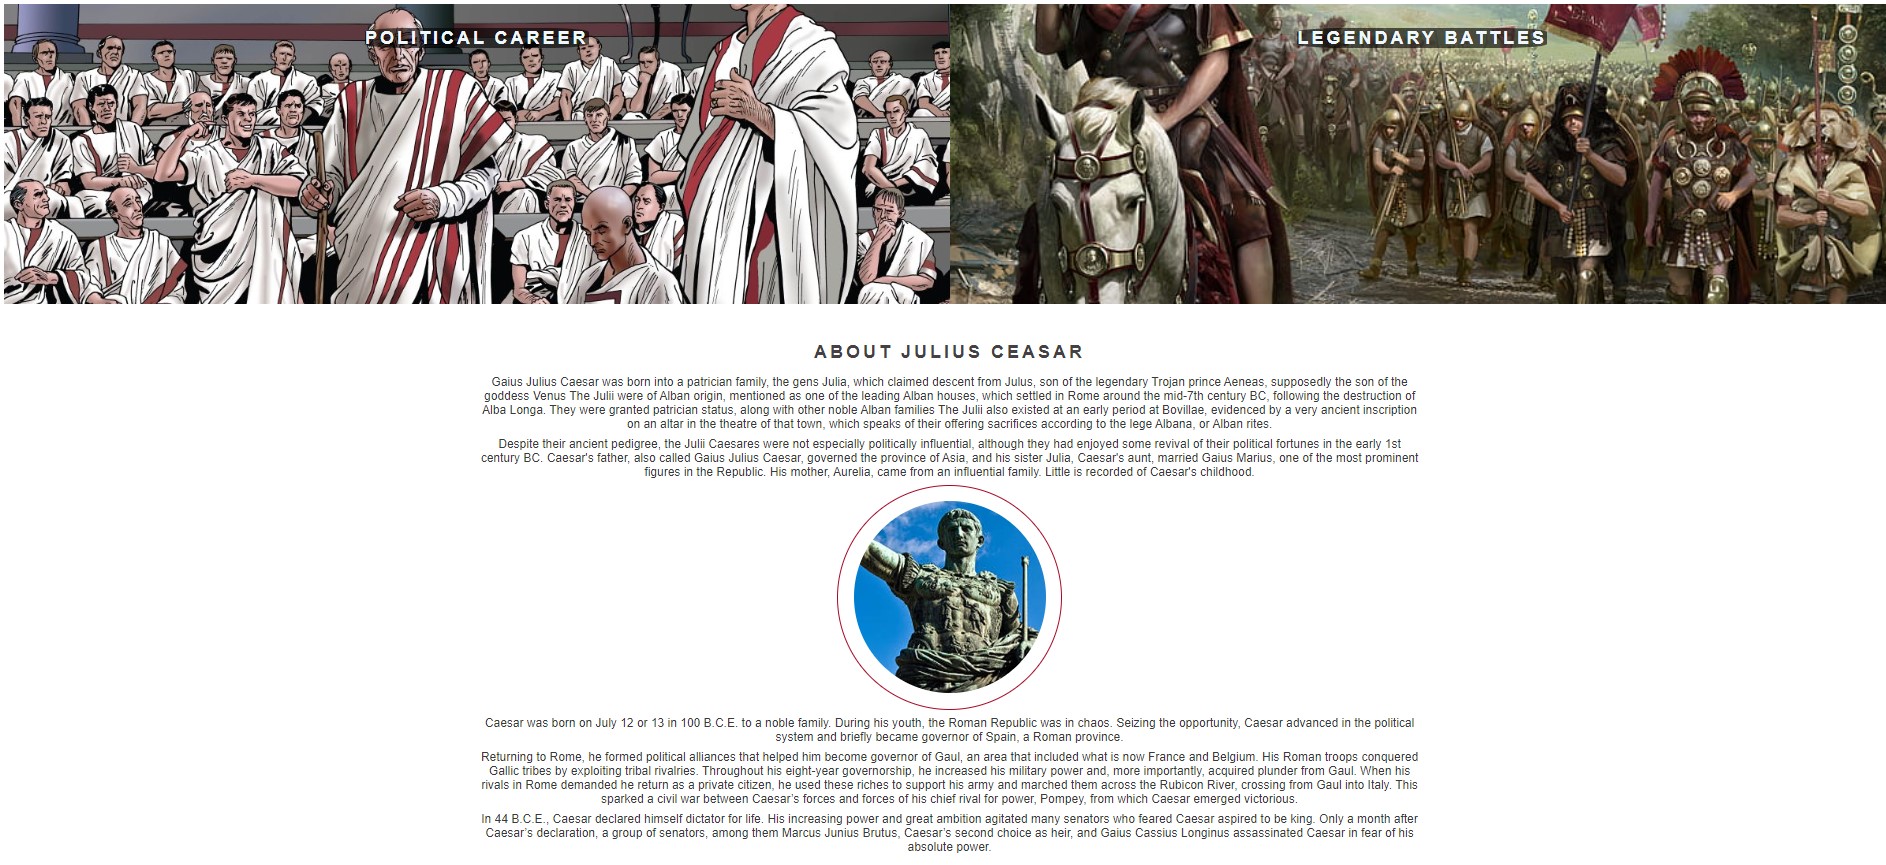 POLITICAL CAREER
LEGENDARY BATTLES
ABOUT JULIUS CEASAR
Gaius Julius Caesar was born into a patrician family, the gens Julia, which claimed descent from Julus, son of the legendary Trojan prince Aeneas, supposedly the son of the
goddess Venus The Julii were of Alban origin, mentioned as one of the leading Alban houses, which settled in Rome around the mid-7th century BC, following the destruction of
Alba Longa. They were granted patrician status, along with other noble Alban families The Julii also existed at an early period at Bovillae, evidenced by a very ancient inscription
on an altar in the theatre of that town, which speaks of their offering sacrifices according to the lege Albana, or Alban rites.
Despite their ancient pedigree, the Julii Caesares were not especially politically influential, although they had enjoyed some revival of their political fortunes in the early 1st
century BC. Caesar's father, also called Gaius Julius Caesar, governed the province of Asia, and his sister Julia, Caesar's aunt, married Gaius Marius, one of the most prominent
figures in the Republic. His mother, Aurelia, came from an influential family. Little is recorded of Caesar's childhood.
Caesar was born on July 12 or 13 in 100 B.C.E. to a noble family. During his youth, the Roman Republic was in chaos. Seizing the opportunity, Caesar advanced in the political
system and briefly became governor of Spain, a Roman province.
Returning to Rome, he formed political alliances that helped him become governor of Gaul, an area that included what is now France and Belgium. His Roman troops conquered
Gallic tribes by exploiting tribal rivalries. Throughout his eight-year governorship, he increased his military power and, more importantly, acquired plunder from Gaul. When his
rivals in Rome demanded he return as a private citizen, he used these riches to support his army and marched them across the Rubicon River, crossing from Gaul into Italy. This
sparked a civil war between Caesar’s forces and forces of his chief rival for power, Pompey, from which Caesar emerged victorious.
In 44 B.C.E., Caesar declared himself dictator for life. His increasing power and great ambition agitated many senators who feared Caesar aspired to be king. Only a month after
Caesar’s declaration, a group of senators, among them Marcus Junius Brutus, Caesar’s second choice as heir, and Gaius Cassius Longinus assassinated Caesar in fear of his
absolute power.